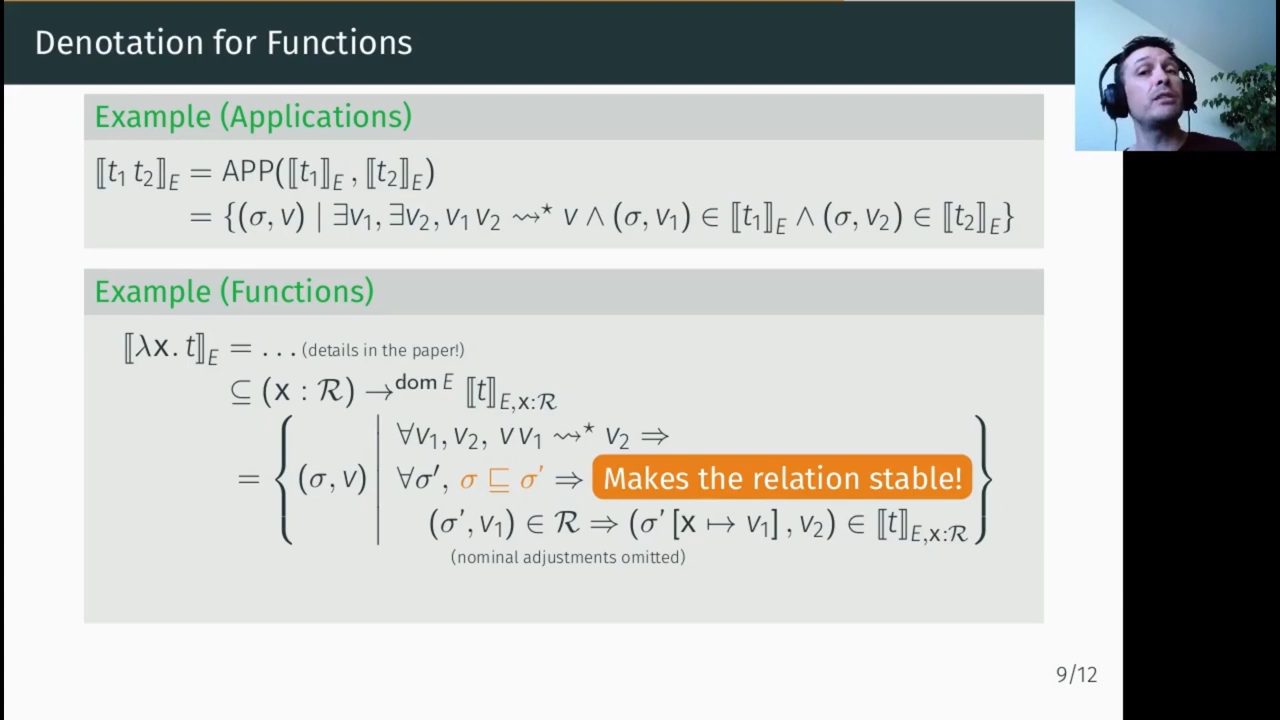 Denotation for Functions
Example (Applications)
⟦t₁ t₂⟧_E = APP(⟦t₁⟧_E , ⟦t₂⟧_E)
= {(σ, v) | ∃v₁, ∃v₂, v₁ v₂ ⇝⋆ v ∧ (σ, v₁) ∈ ⟦t₁⟧_E ∧ (σ, v₂) ∈ ⟦t₂⟧_E}
Example (Functions)
⟦λx. t⟧_E = ... (details in the paper!)
⊆ (x : ℛ) →^{dom E} ⟦t⟧_{E,x:ℛ}
∀v₁, v₂, v v₁ ⇝⋆ v₂ ⇒
= { (σ, v) | ∀σ′, σ ⊑ σ′ ⇒ Makes the relation stable! }
(σ′, v₁) ∈ ℛ ⇒ (σ′ [x ↦ v₁] , v₂) ∈ ⟦t⟧_{E,x:ℛ}
(nominal adjustments omitted)
9/12